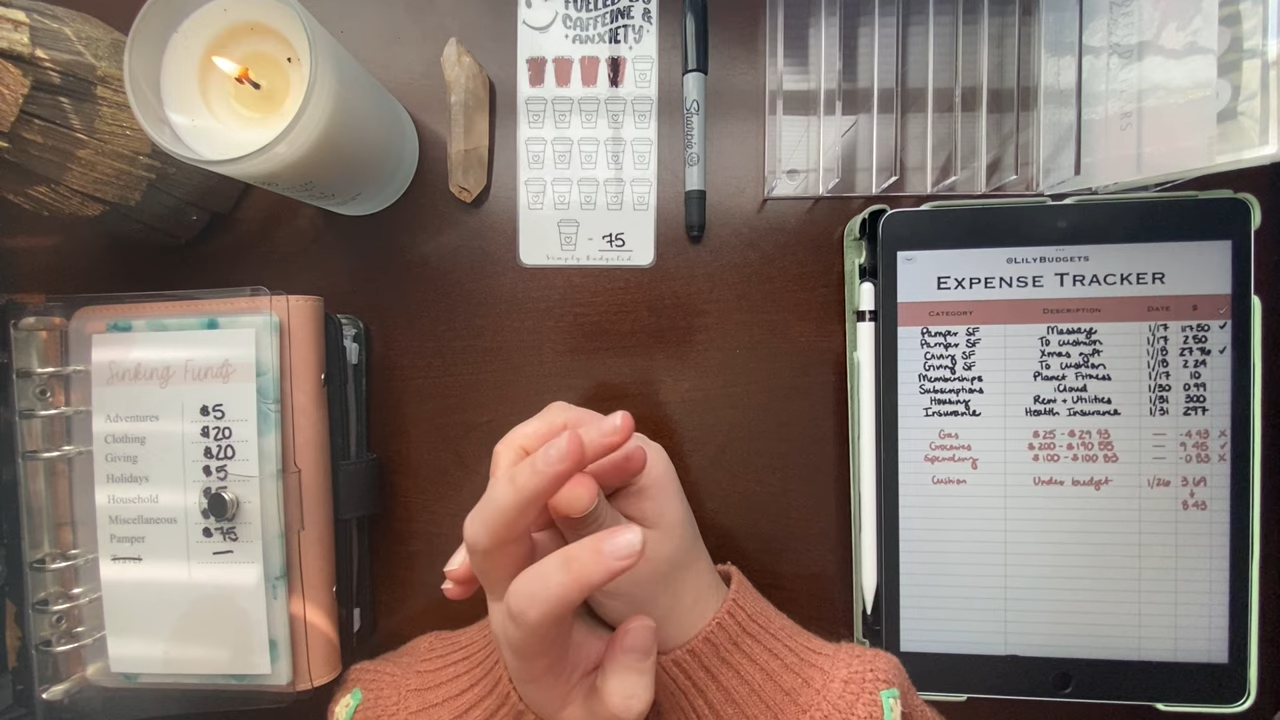 FUELED BY
CAFFEINE &
ANXIETY
- 75
Simply Budgeted
Sharpie
Sinking Funds
Adventures $5
Clothing $20
Giving $20
Holidays $5
Household
Miscellaneous
Pamper $75
Travel —
@LILYBUDGETS
EXPENSE TRACKER
CATEGORY DESCRIPTION DATE $ ✓
Pamper SF Massage 1/17 117.50 ✓
Pamper SF To cushion 1/17 2.50
Giving SF Xmas gift 1/18 27.76 ✓
Giving SF To cushion 1/18 2.24
Memberships Planet Fitness 1/17 10
Subscriptions iCloud 1/30 0.99
Housing Rent + Utilities 1/31 300
Insurance Health Insurance 1/31 297
Gas $25 - $29.93 — -4.93 x
Groceries $200 - $190.55 — 9.45 ✓
Spending $100 - $100.83 — -0.83 x
Cushion Under budget 1/26 3.69
↓
8.43